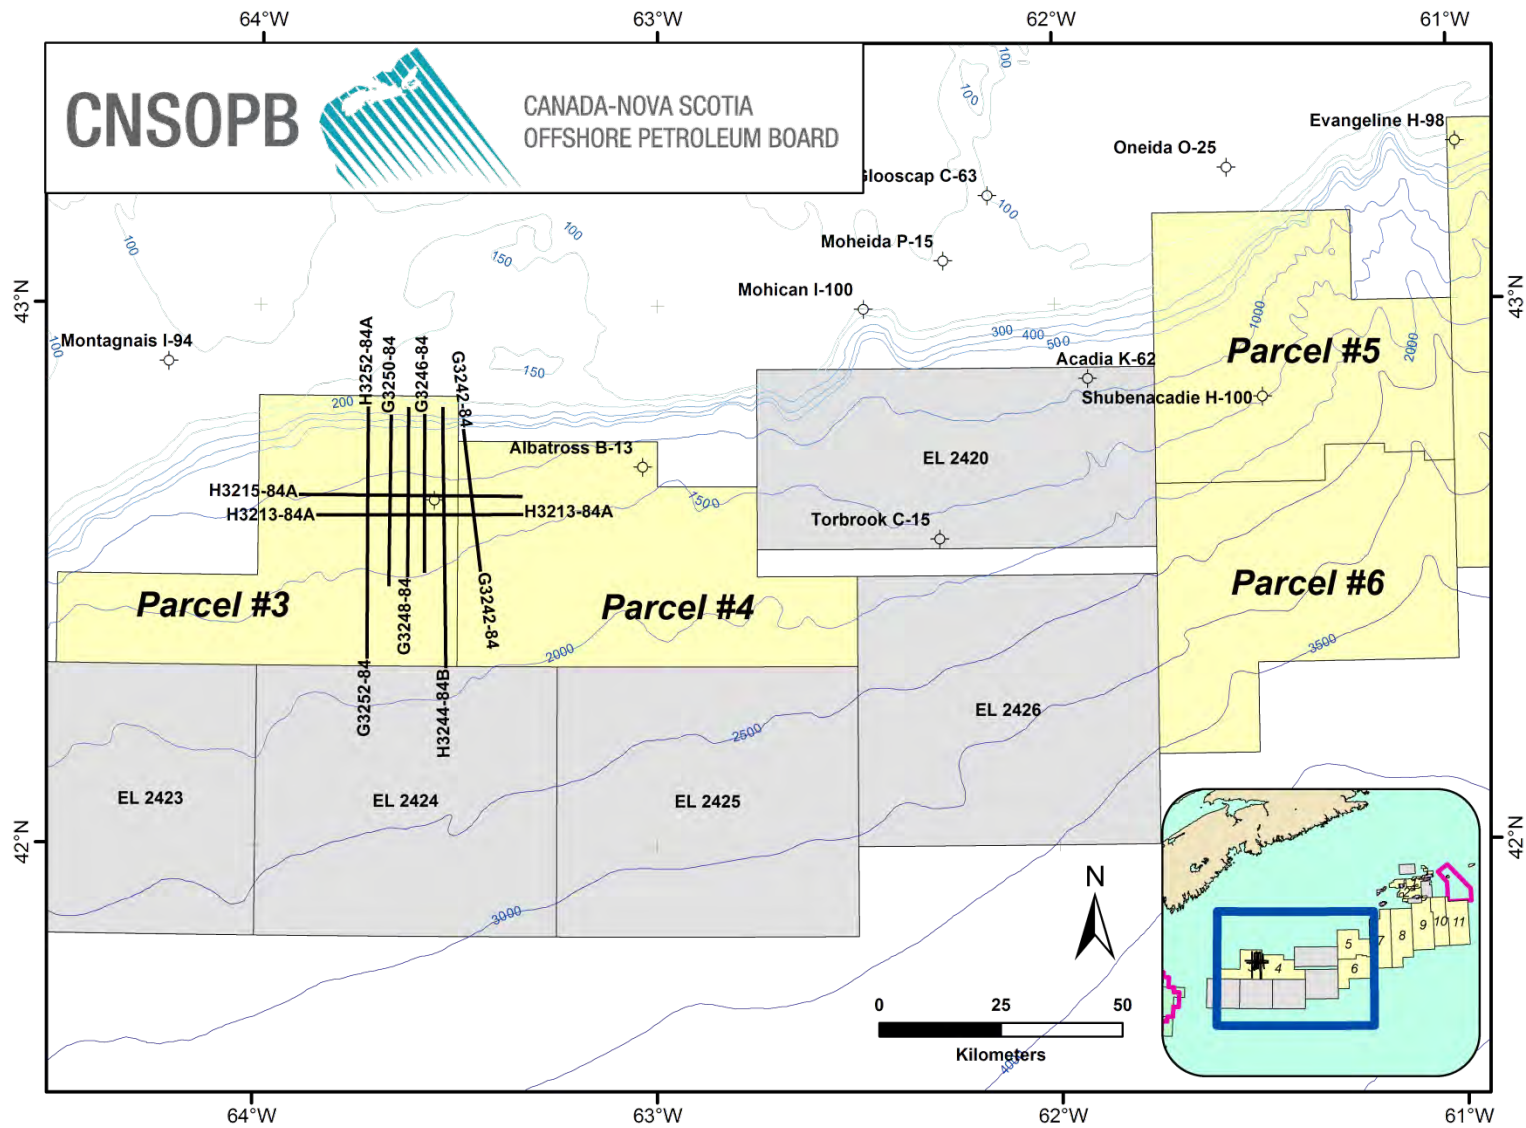 64°W
63°W
62°W
61°W
CNSOPB
CANADA-NOVA SCOTIA
OFFSHORE PETROLEUM BOARD
100
100
Evangeline H-98
Oneida O-25
Glooscap C-63
100
100
100
150
Moheida P-15
43°N
43°N
Mohican I-100
1000
300
400
500
2000
100
Montagnais I-94
150
Acadia K-62
Parcel #5
Shubenacadie H-100
200
H3252-84A
G3250-84
G3246-84
G3242-84
Albatross B-13
EL 2420
H3215-84A
1500
H3213-84A
H3213-84A
Torbrook C-15
Parcel #3
G3248-84
G3242-84
Parcel #4
Parcel #6
2000
3500
G3252-84
H3244-84B
EL 2426
2500
EL 2423
EL 2424
EL 2425
42°N
42°N
3000
N
0
25
50
Kilometers
400
3
4
5
6
7
8
9
10
11
64°W
63°W
62°W
61°W